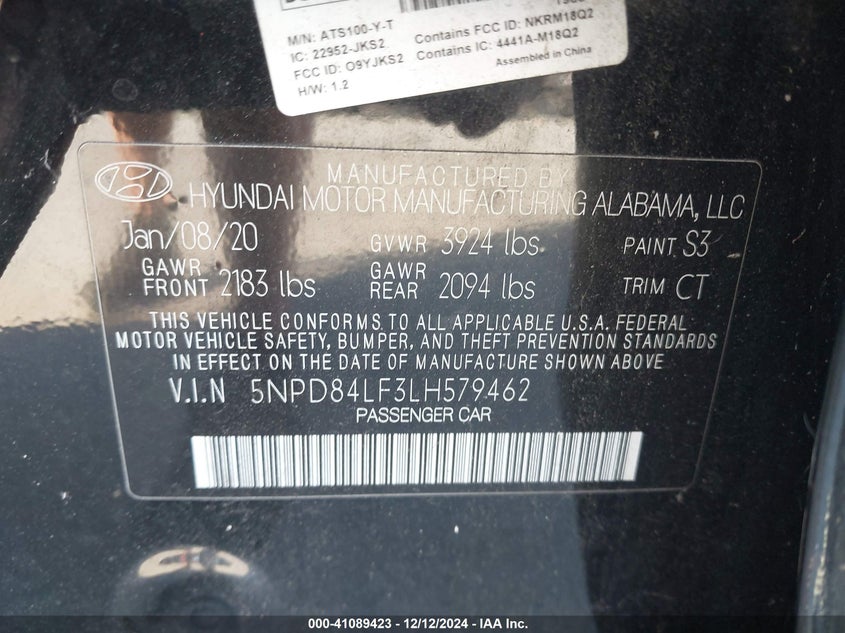 M/N: ATS100-Y-T
IC: 22952-JKS2
FCC ID: O9YJKS2
H/W: 1.2
Contains FCC ID: NKRM18Q2
Contains IC: 4441A-M18Q2
Assembled in China
MANUFACTURED BY
HYUNDAI MOTOR MANUFACTURING ALABAMA, LLC
Jan/08/20 GVWR 3924 lbs PAINT S3
GAWR FRONT 2183 lbs GAWR REAR 2094 lbs TRIM CT
THIS VEHICLE CONFORMS TO ALL APPLICABLE U.S.A. FEDERAL
MOTOR VEHICLE SAFETY, BUMPER, AND THEFT PREVENTION STANDARDS
IN EFFECT ON THE DATE OF MANUFACTURE SHOWN ABOVE
V.I.N 5NPD84LF3LH579462
PASSENGER CAR
000-41089423 - 12/12/2024 - IAA Inc.